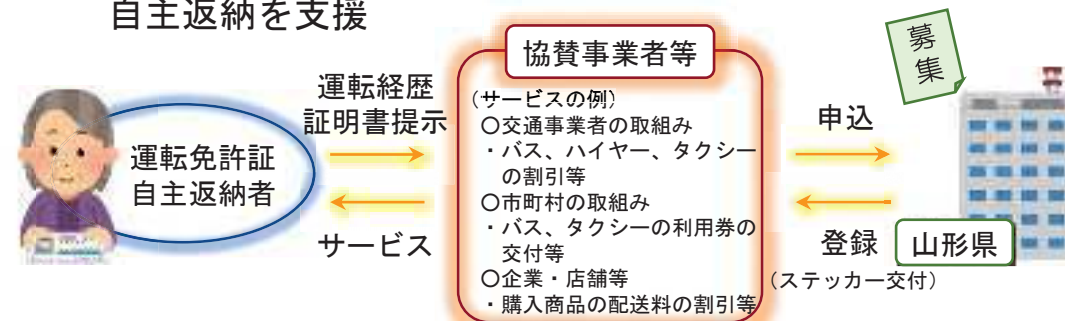 自主返納を支援
運転免許証
自主返納者
運転経歴
証明書提示
サービス
協賛事業者等
(サービスの例)
〇交通事業者の取組み
・バス、ハイヤー、タクシー
の割引等
〇市町村の取組み
・バス、タクシーの利用券の
交付等
〇企業・店舗等
・購入商品の配送料の割引等
申込
登録
(ステッカー交付)
募
集
山形県